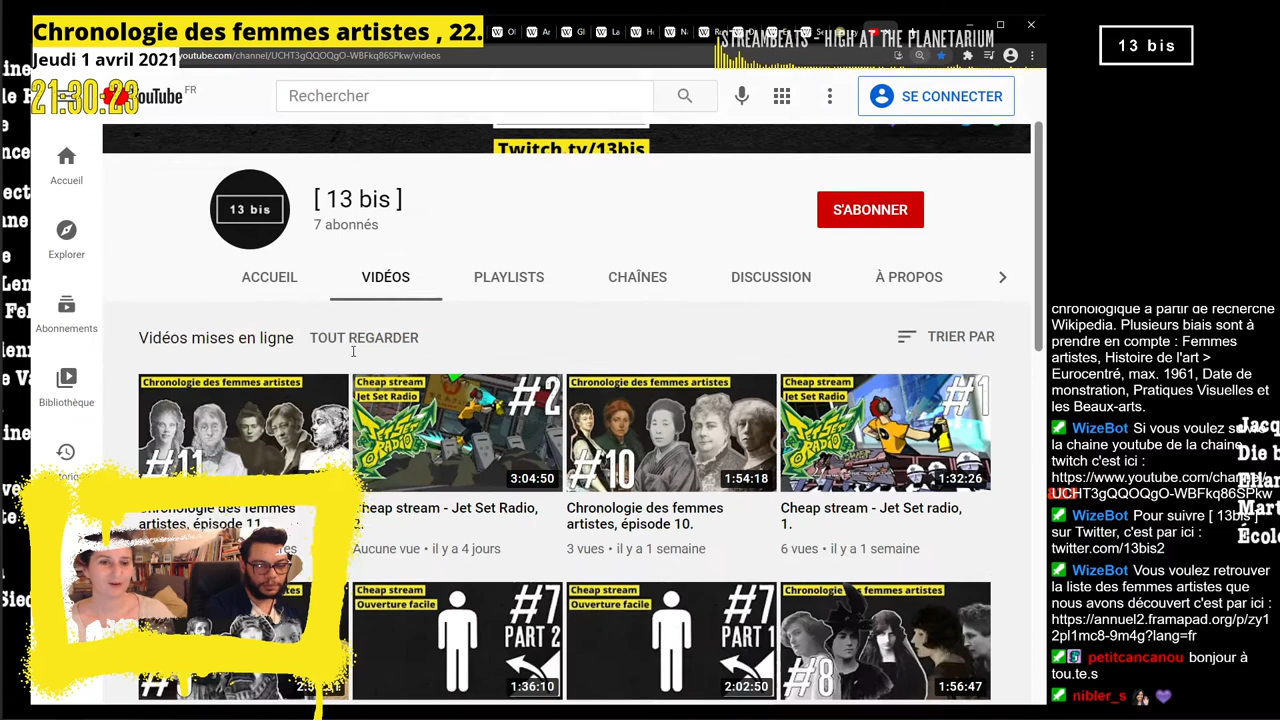 Chronologie des femmes artistes , 22.
Jeudi 1 avril 2021
21:30:23
STREAMBEATS - HIGH AT THE PLANETARIUM
youtube.com/channel/UCHT3gQQOQgO-WBFkq86SPkw/videos
YouTube FR
Rechercher
SE CONNECTER
Twitch.tv/13bis
13 bis
[ 13 bis ]
7 abonnés
S'ABONNER
ACCUEIL
VIDÉOS
PLAYLISTS
CHAÎNES
DISCUSSION
À PROPOS
Accueil
Explorer
Abonnements
Bibliothèque
Vidéos mises en ligne
TOUT REGARDER
TRIER PAR
Chronologie des femmes artistes
#11
artistes, épisode 11.
Cheap stream
Jet Set Radio
#2
JET SET RADIO
3:04:50
Cheap stream - Jet Set Radio,
2.
Aucune vue • il y a 4 jours
Chronologie des femmes artistes
#10
1:54:18
Chronologie des femmes
artistes, épisode 10.
3 vues • il y a 1 semaine
Cheap stream
Jet Set Radio
#1
JET SET RADIO
1:32:26
Cheap stream - Jet Set Radio,
1.
6 vues • il y a 1 semaine
Cheap stream
Ouverture facile
#7
PART 2
1:36:10
Cheap stream
Ouverture facile
#7
PART 1
2:02:50
Chronologie des femmes artistes
#8
1:56:47
13 bis
chronologique à partir de recherche
Wikipedia. Plusieurs biais sont à
prendre en compte : Femmes
artistes, Histoire de l'art >
Eurocentré, max. 1961, Date de
monstration, Pratiques Visuelles et
les Beaux-arts.
WizeBot Si vous voulez
la chaine youtube de la chaine
twitch c'est ici :
https://www.youtube.com/channel/
UCHT3gQQOQgO-WBFkq86SPkw
WizeBot Pour suivre [ 13bis ]
sur Twitter, c'est par ici :
twitter.com/13bis2
WizeBot Vous voulez retrouver
la liste des femmes artistes que
nous avons découvert c'est par ici :
https://annuel2.framapad.org/p/zy1
2pl1mc8-9m4g?lang=fr
petitcancanou bonjour à
tou.te.s
nibler_s
Jacq
Die b
Mart
École